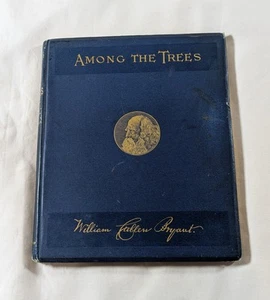 AMONG THE TREES
William Cullen Bryant.